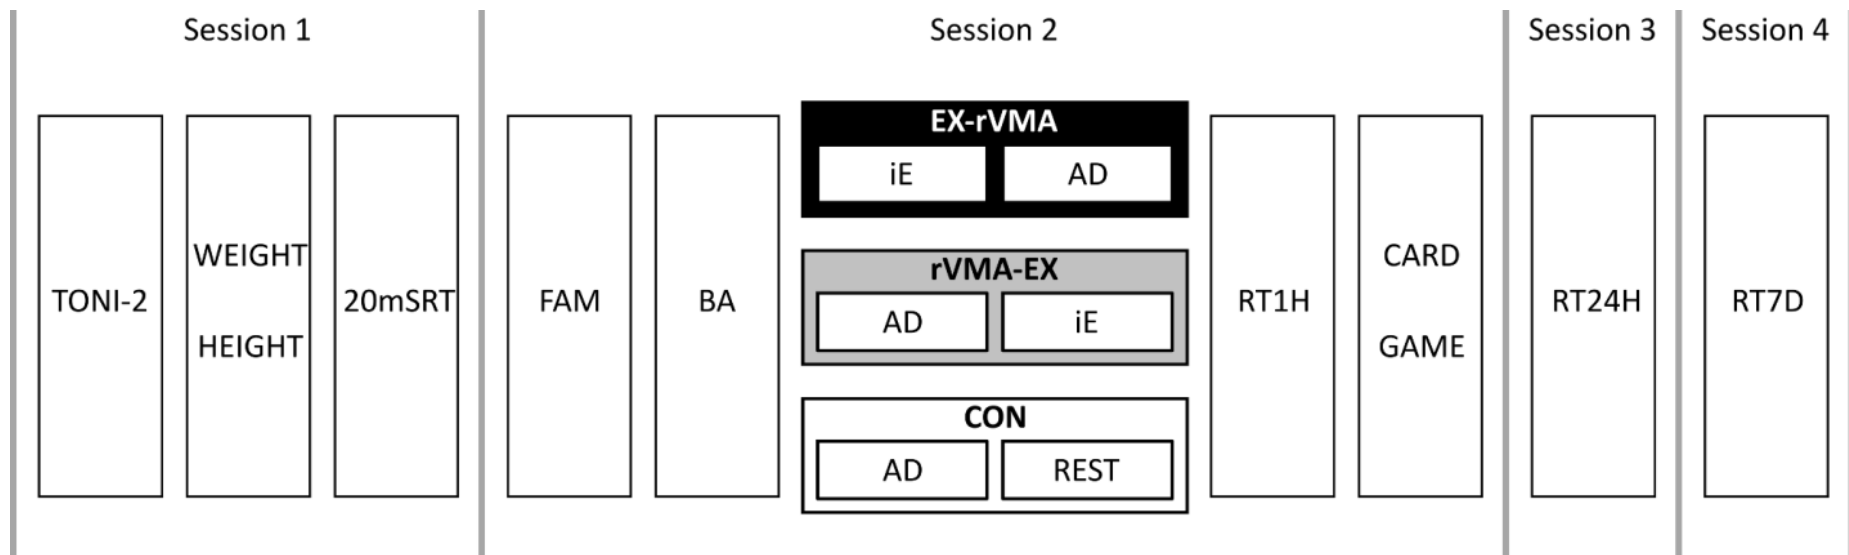 Session 1
Session 2
Session 3
Session 4
TONI-2
WEIGHT
HEIGHT
20mSRT
FAM
BA
EX-rVMA
iE
AD
rVMA-EX
AD
iE
CON
AD
REST
RT1H
CARD
GAME
RT24H
RT7D